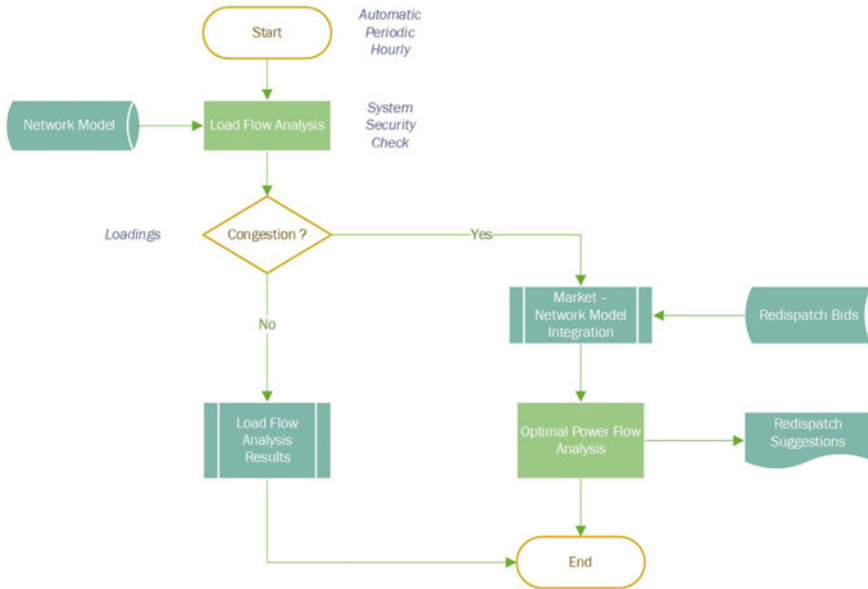 Start
Automatic
Periodic
Hourly
Network Model
Load Flow Analysis
System
Security
Check
Loadings
Congestion ?
Yes
No
Market –
Network Model
Integration
Redispatch Bids
Load Flow
Analysis
Results
Optimal Power Flow
Analysis
Redispatch
Suggestions
End